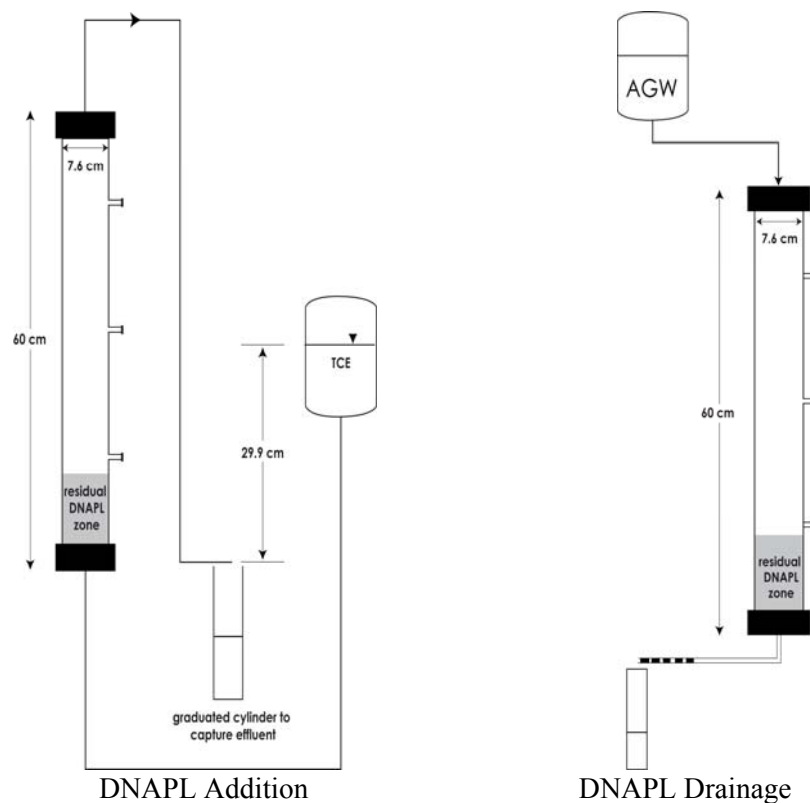 7.6 cm
60 cm
residual
DNAPL
zone
TCE
29.9 cm
graduated cylinder to
capture effluent
DNAPL Addition
AGW
7.6 cm
60 cm
residual
DNAPL
zone
DNAPL Drainage